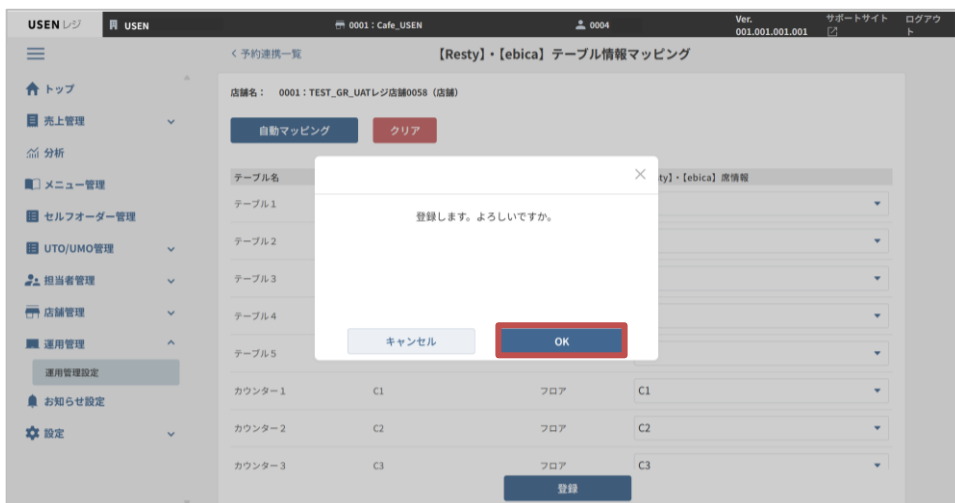 USEN レジ
USEN
0001：Cafe_USEN
0004
Ver.
001.001.001.001
サポートサイト
ログアウ
ト
< 予約連携一覧
【Resty】・【ebica】テーブル情報マッピング
トップ
売上管理
分析
メニュー管理
セルフオーダー管理
UTO/UMO管理
担当者管理
店舗管理
運用管理
運用管理設定
お知らせ設定
設定
店舗名： 0001：TEST_GR_UATレジ店舗0058（店舗）
自動マッピング クリア
テーブル名 ty】・【ebica】席情報
テーブル 1
テーブル 2
テーブル 3
テーブル 4
テーブル 5
カウンター 1 C1 フロア C1
カウンター 2 C2 フロア C2
カウンター 3 C3 フロア C3
登録します。よろしいですか。
キャンセル OK
登録